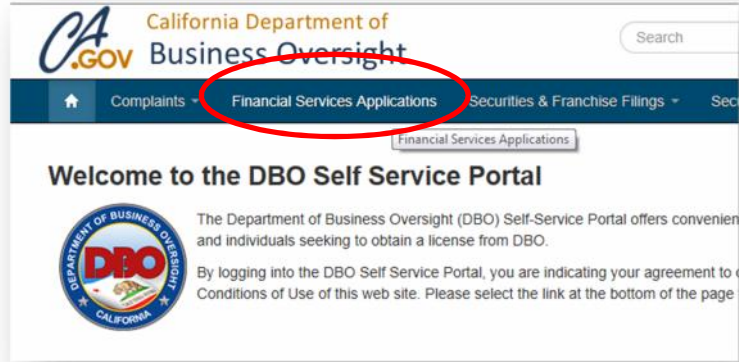 CA
.GOV
California Department of
Business Oversight
Search
Complaints
Financial Services Applications
Securities & Franchise Filings
Secu
Financial Services Applications
Welcome to the DBO Self Service Portal
DEPARTMENT OF BUSINESS OVERSIGHT
DBO
CALIFORNIA
The Department of Business Oversight (DBO) Self-Service Portal offers convenien
and individuals seeking to obtain a license from DBO.
By logging into the DBO Self Service Portal, you are indicating your agreement to
Conditions of Use of this web site. Please select the link at the bottom of the page